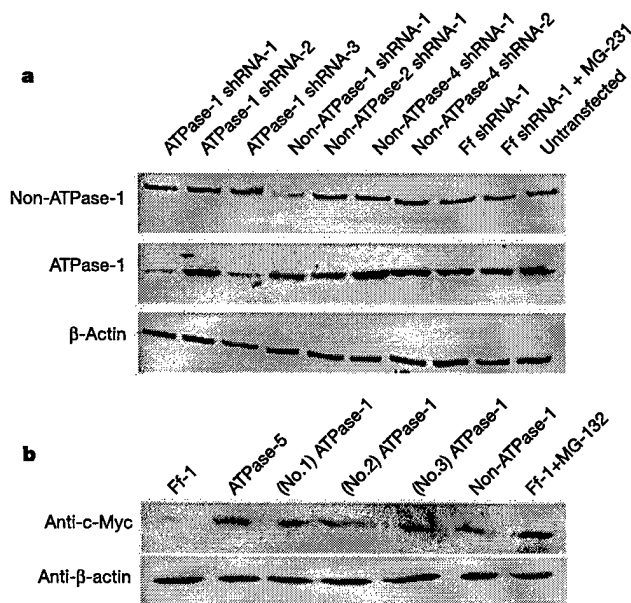 a
ATPase-1 shRNA-1
ATPase-1 shRNA-2
ATPase-1 shRNA-3
Non-ATPase-1 shRNA-1
Non-ATPase-2 shRNA-1
Non-ATPase-4 shRNA-1
Non-ATPase-4 shRNA-2
Ff shRNA-1
Ff shRNA-1 + MG-231
Untransfected
Non-ATPase-1
ATPase-1
β-Actin
b
Ff-1
ATPase-5
(No.1) ATPase-1
(No.2) ATPase-1
(No.3) ATPase-1
Non-ATPase-1
Ff-1+MG-132
Anti-c-Myc
Anti-β-actin